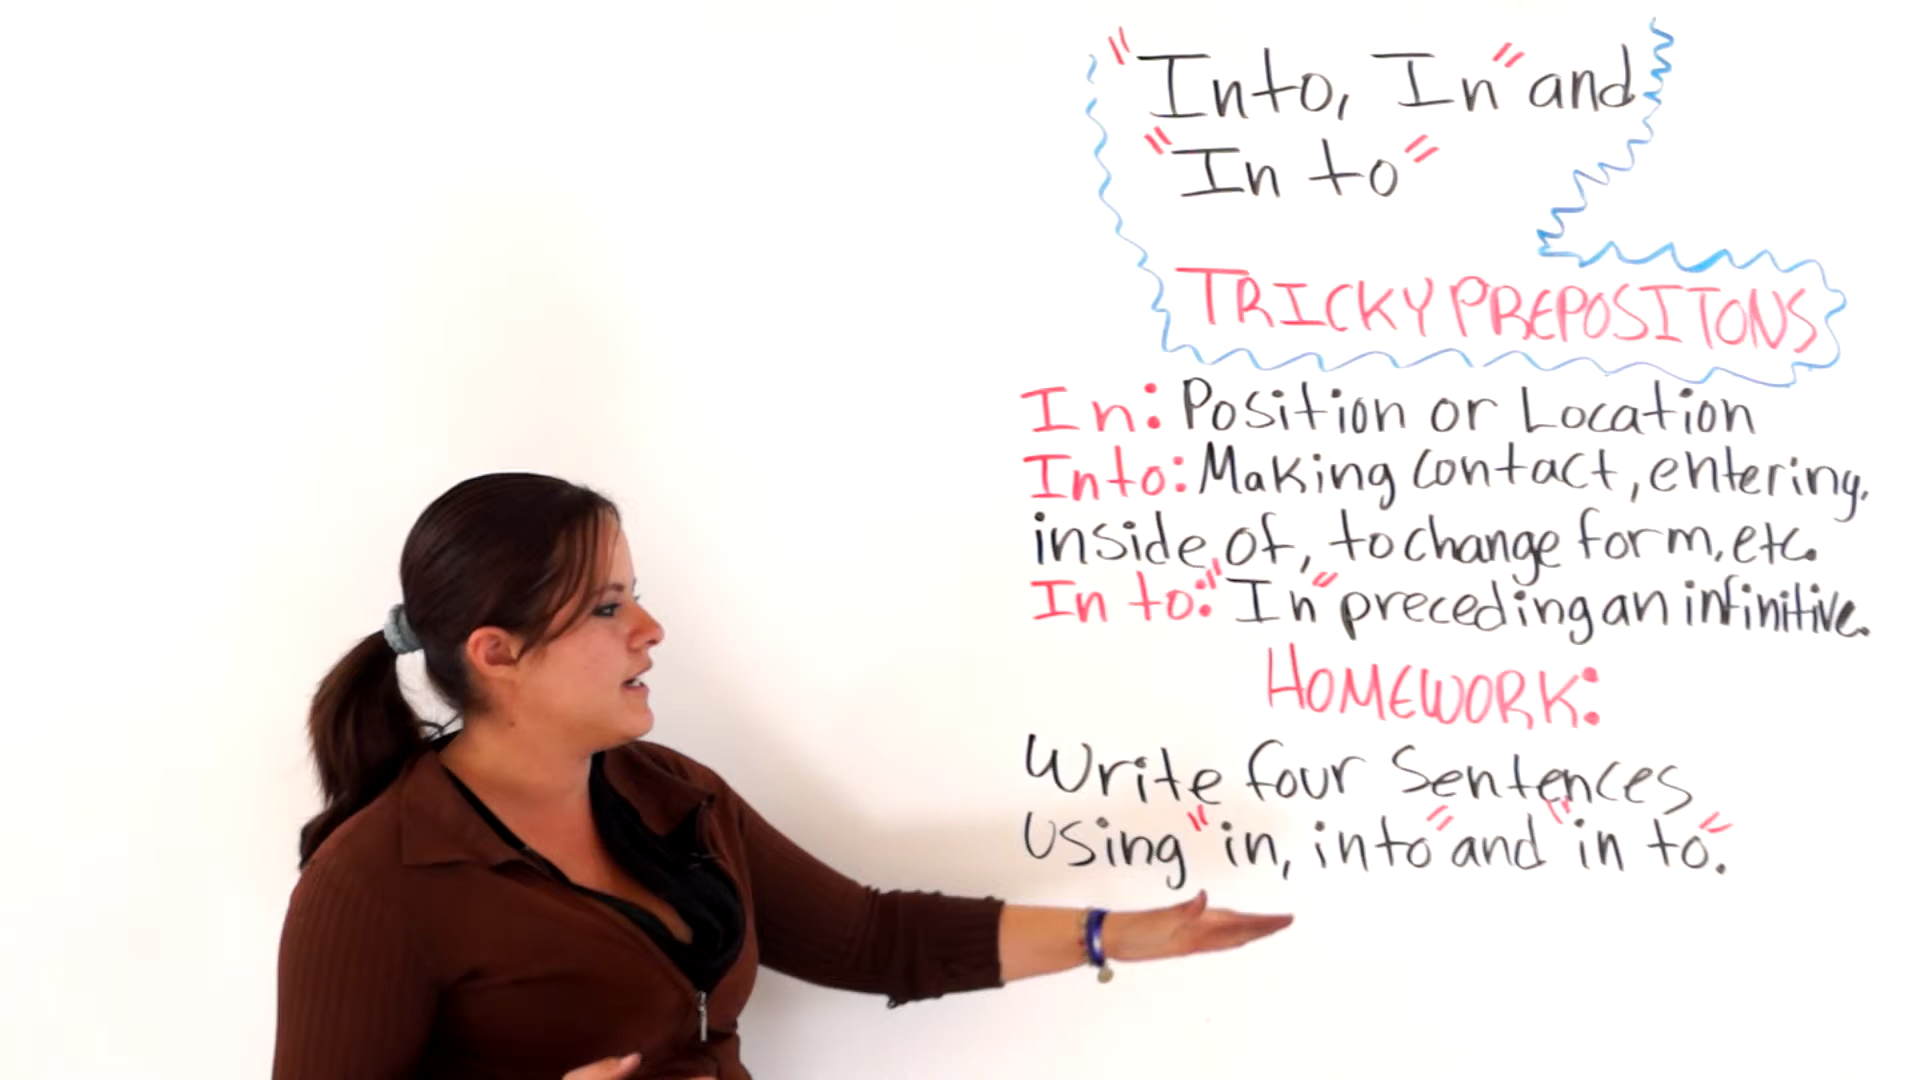 "Into, In" and
"In to"
TRICKY PREPOSITONS
In: Position or Location
Into: Making contact, entering,
inside of, to change form, etc.
In to: "In" preceding an infinitive.
HOMEWORK:
Write four sentences
Using "in, into" and "in to".